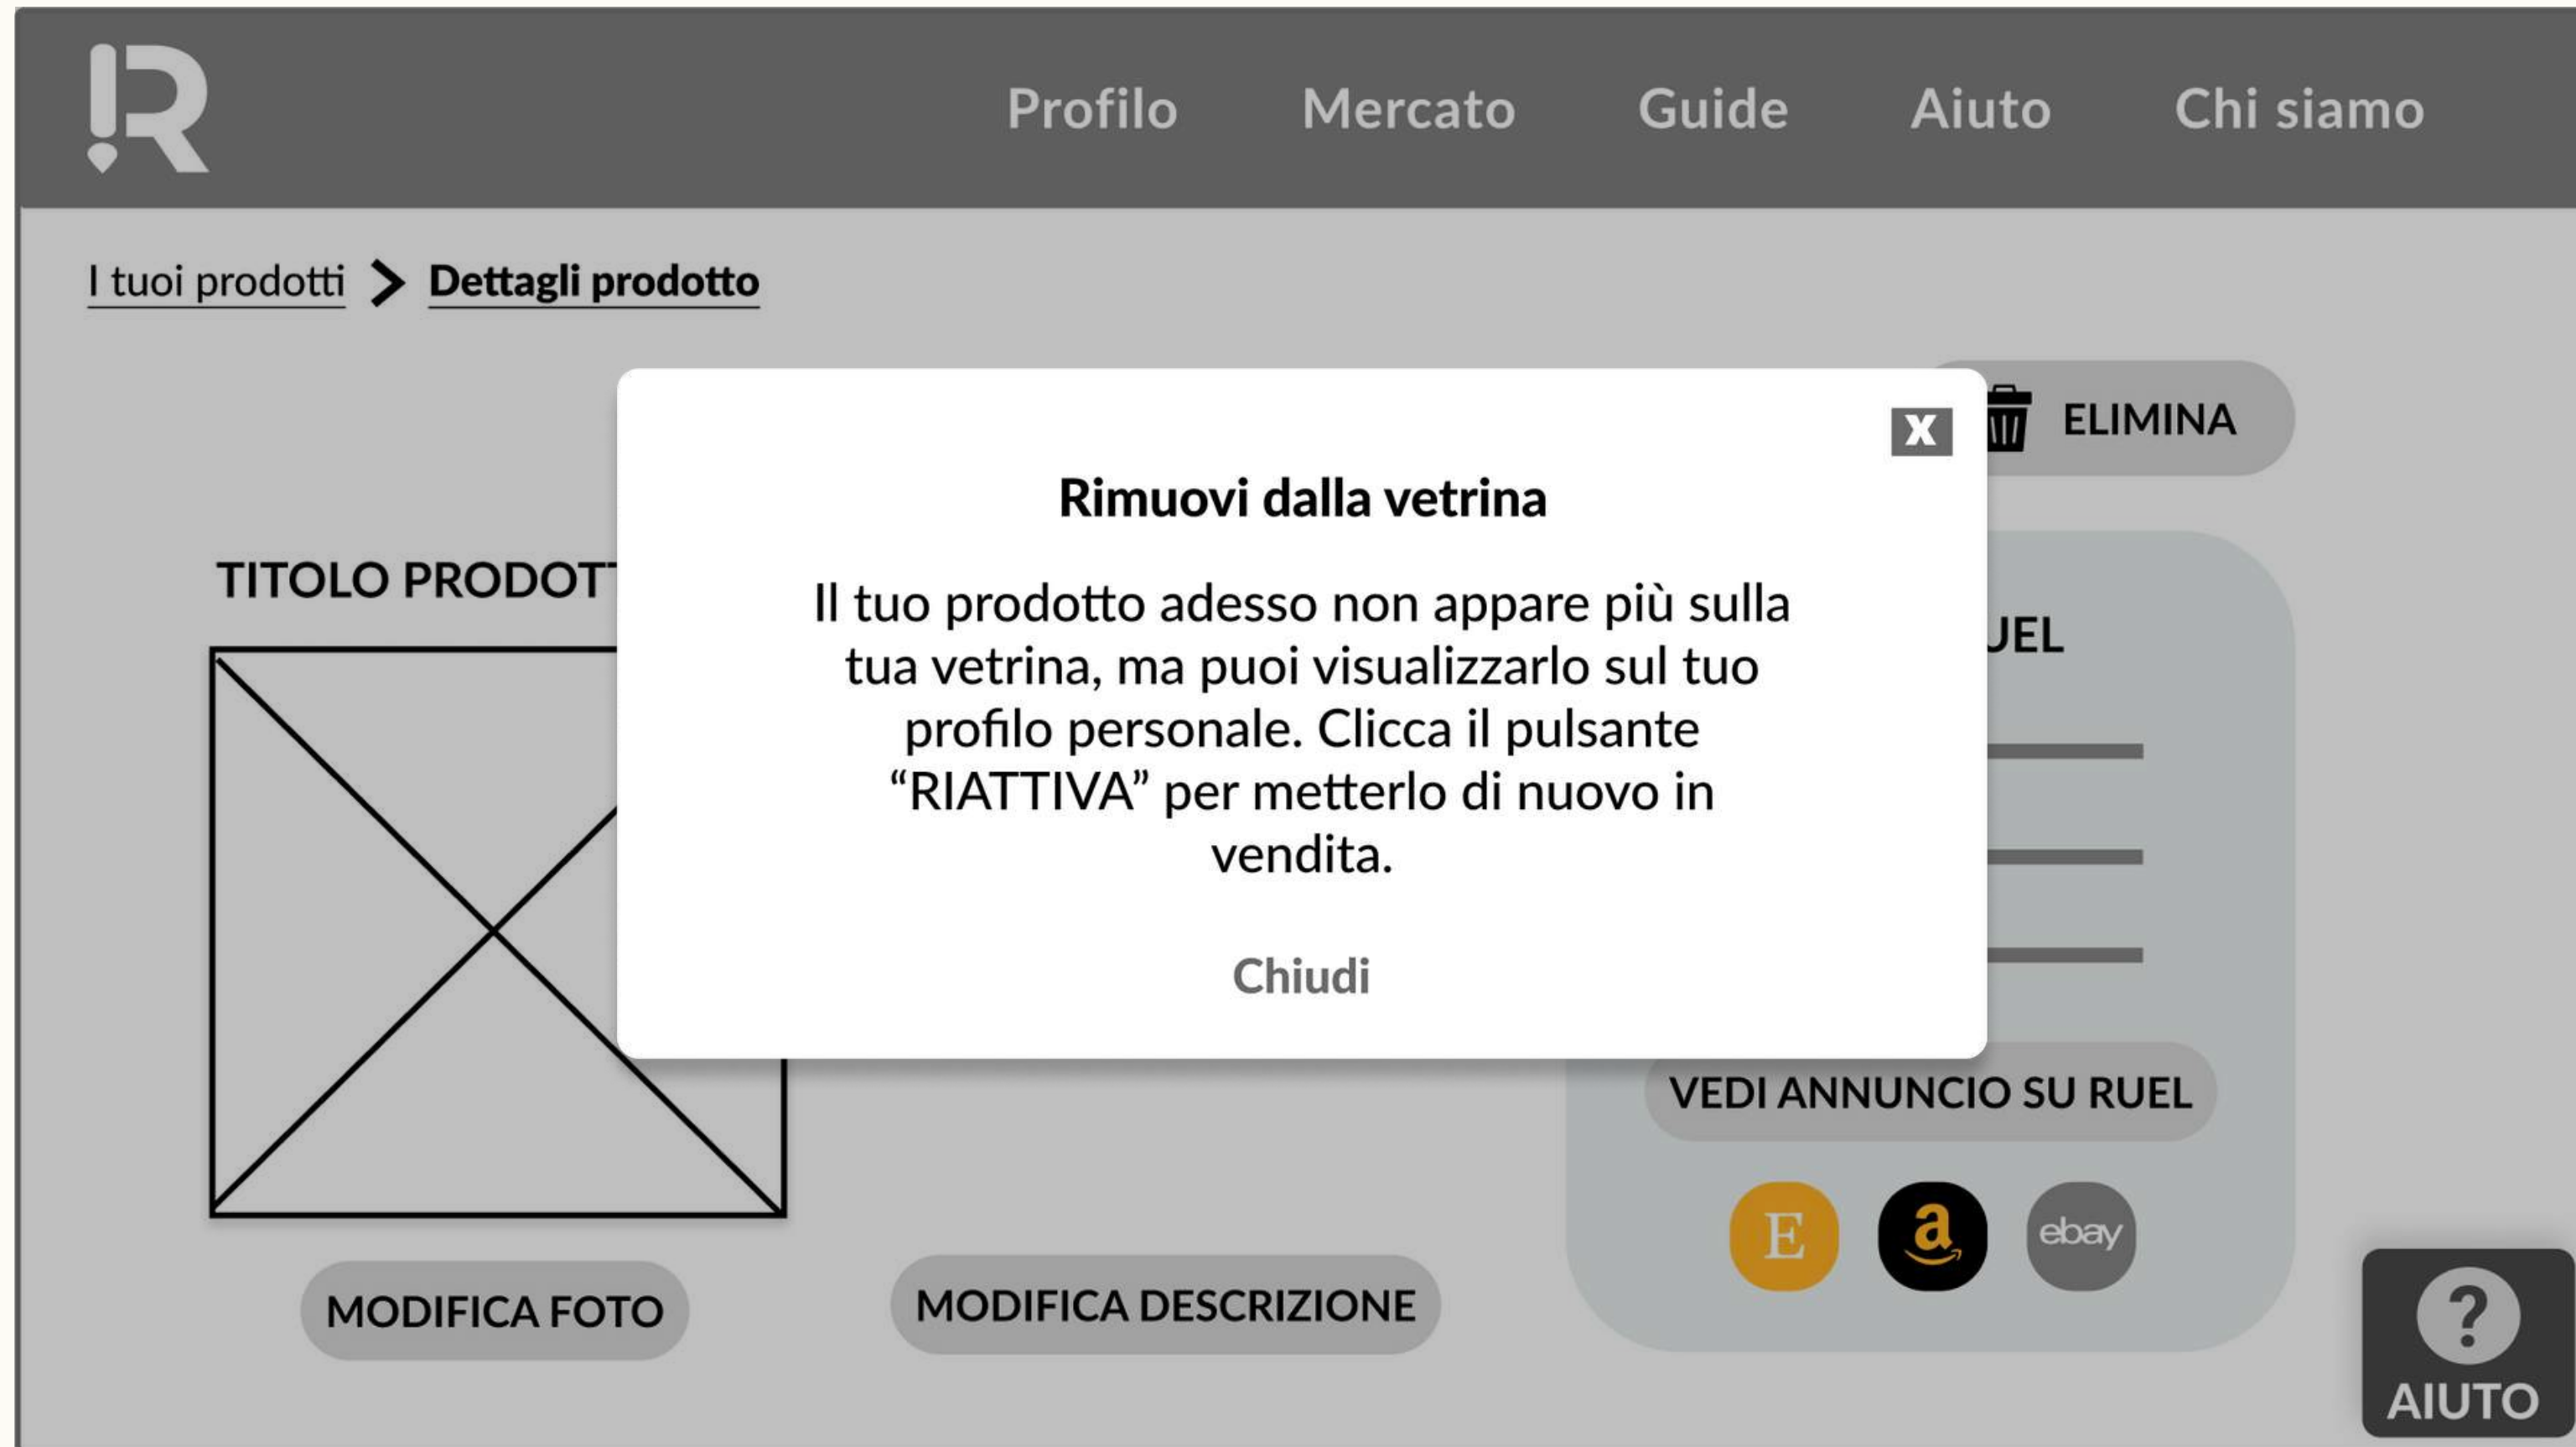 R
Profilo Mercato Guide Aiuto Chi siamo
I tuoi prodotti > Dettagli prodotto
ELIMINA
X
Rimuovi dalla vetrina
TITOLO PRODOT
Il tuo prodotto adesso non appare più sulla
tua vetrina, ma puoi visualizzarlo sul tuo
profilo personale. Clicca il pulsante
“RIATTIVA” per metterlo di nuovo in
vendita.
UEL
Chiudi
VEDI ANNUNCIO SU RUEL
E a ebay
MODIFICA FOTO
MODIFICA DESCRIZIONE
?
AIUTO